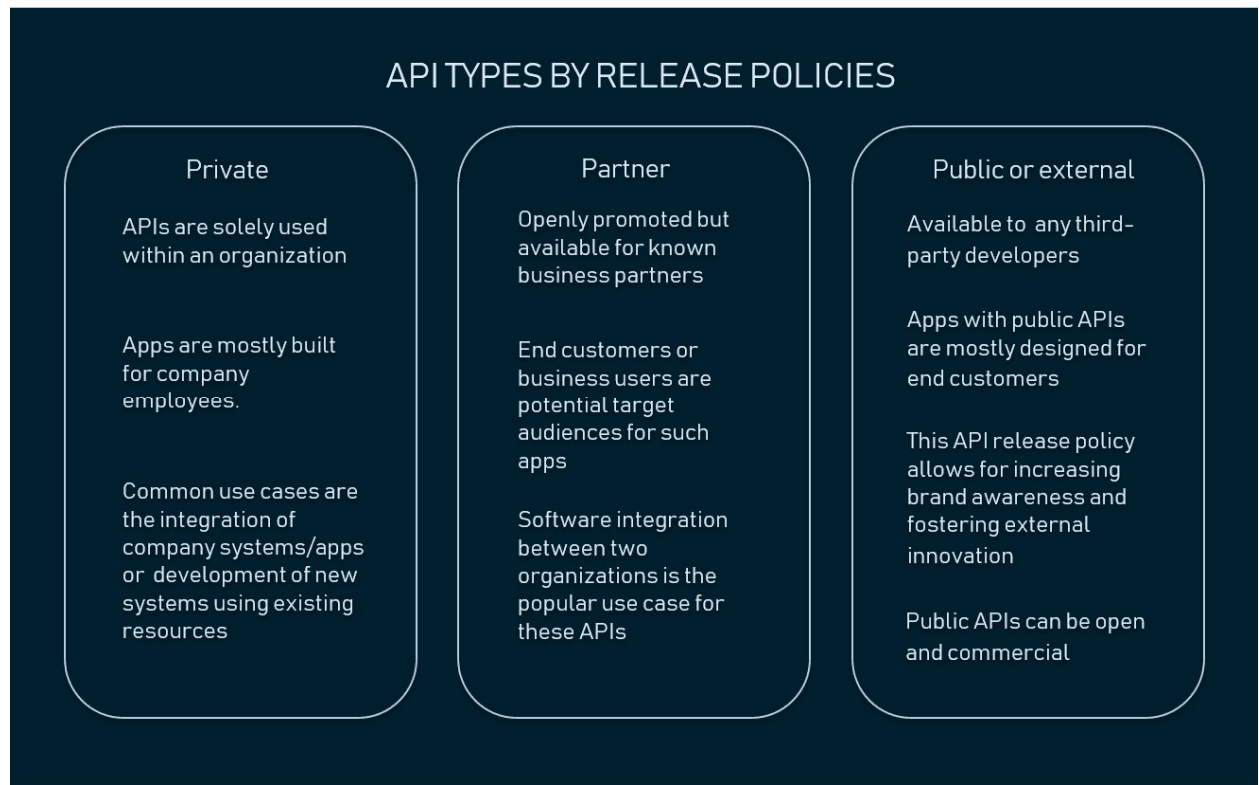 API TYPES BY RELEASE POLICIES
Private
APIs are solely used
within an organization
Apps are mostly built
for company
employees.
Common use cases are
the integration of
company systems/apps
or development of new
systems using existing
resources
Partner
Openly promoted but
available for known
business partners
End customers or
business users are
potential target
audiences for such
apps
Software integration
between two
organizations is the
popular use case for
these APIs
Public or external
Available to any third-
party developers
Apps with public APIs
are mostly designed for
end customers
This API release policy
allows for increasing
brand awareness and
fostering external
innovation
Public APIs can be open
and commercial